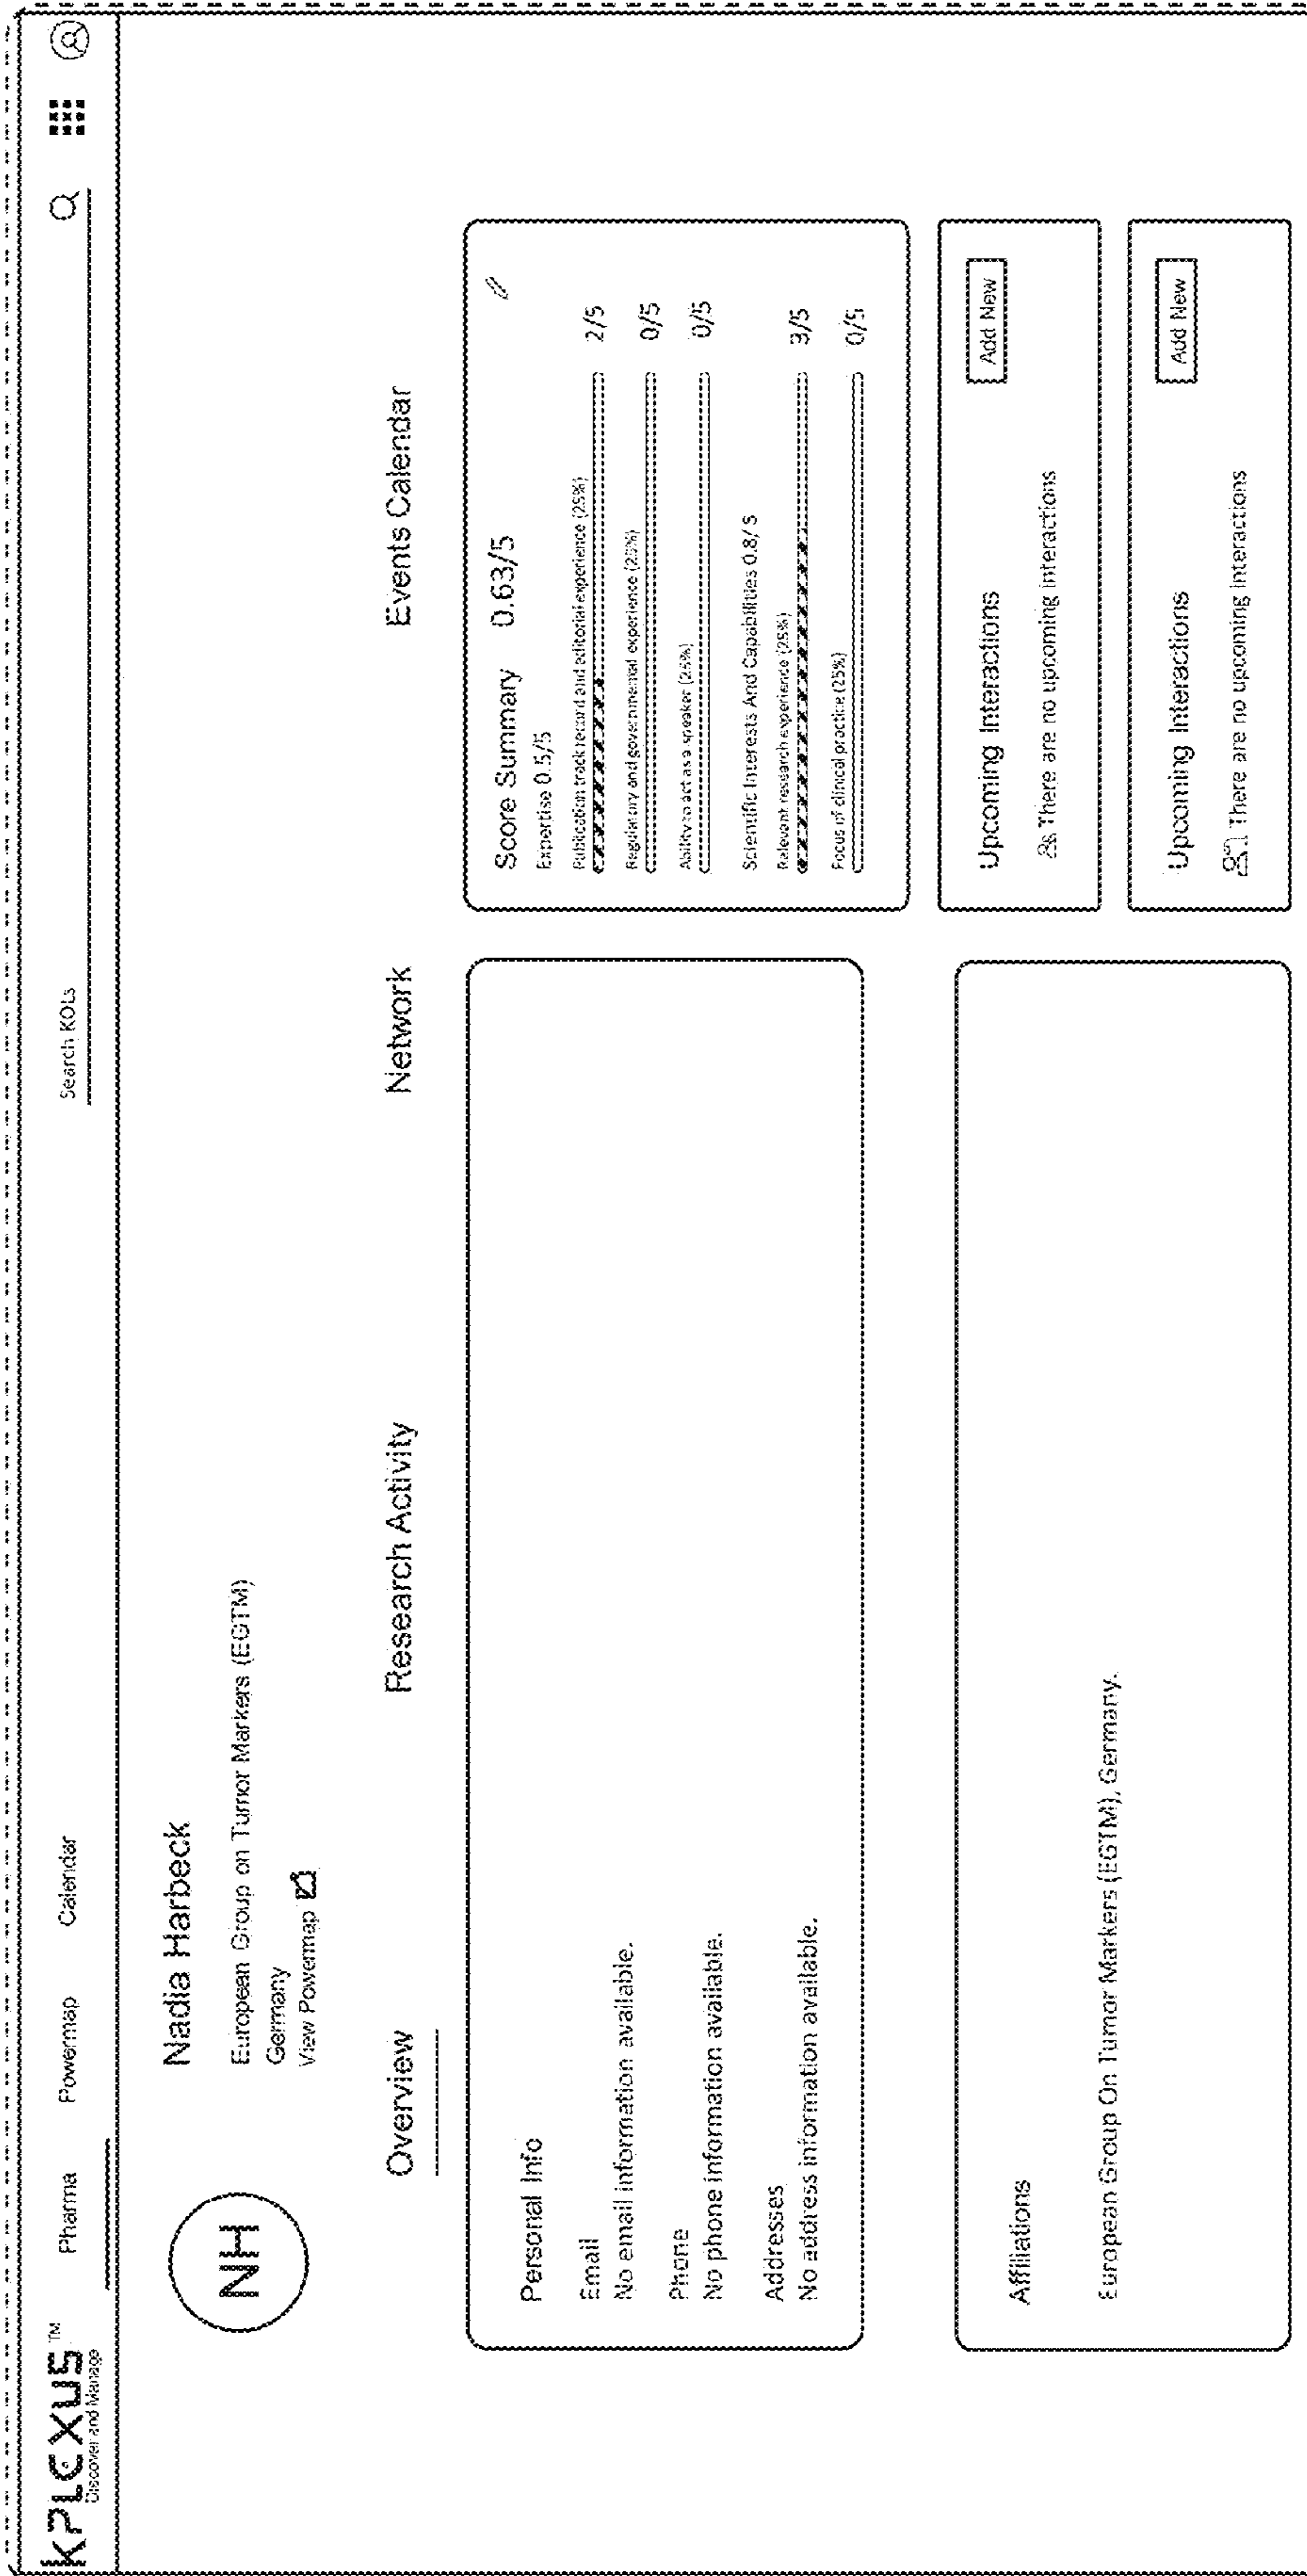 KPLEXUS™
Discover and Manage
Pharma Powermap Calendar
Search KOLs
NH
Nadia Harbeck
European Group on Tumor Markers (EGTM)
Germany
View Powermap
Overview Research Activity Network Events Calendar
Personal Info
Email
No email information available.
Phone
No phone information available.
Addresses
No address information available.
Affiliations
European Group On Tumor Markers (EGTM), Germany.
Score Summary 0.63/5
Expertise 0.5/5
Publication track record and editorial experience (25%)
2/5
Regulatory and governmental experience (25%)
0/5
Ability to act as a speaker (25%)
0/5
Scientific Interests And Capabilities 0.8/5
Relevant research experience (25%)
3/5
Focus of clinical practice (25%)
0/5
Upcoming Interactions
Add New
There are no upcoming interactions
Upcoming Interactions
Add New
There are no upcoming interactions